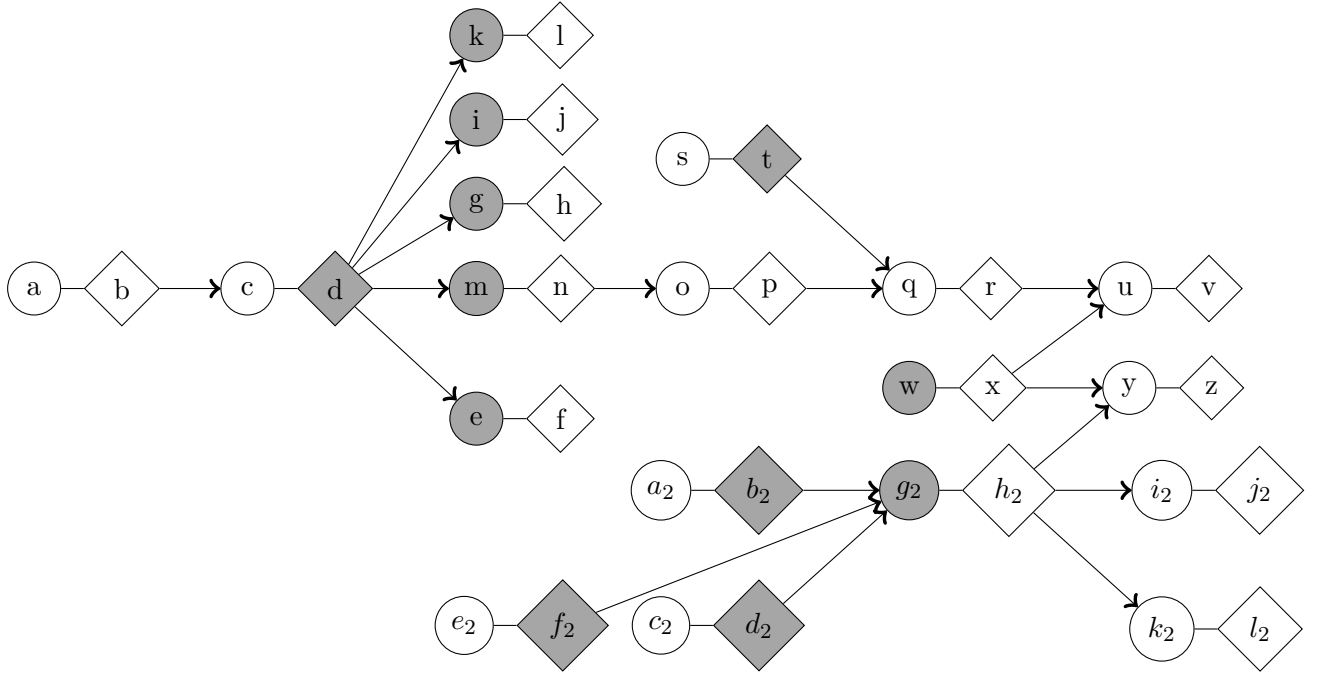 k l
i j
s t
g h
a b c d m n o p q r u v
w x y z
e f
a₂ b₂ g₂ h₂ i₂ j₂
e₂ f₂ c₂ d₂ k₂ l₂